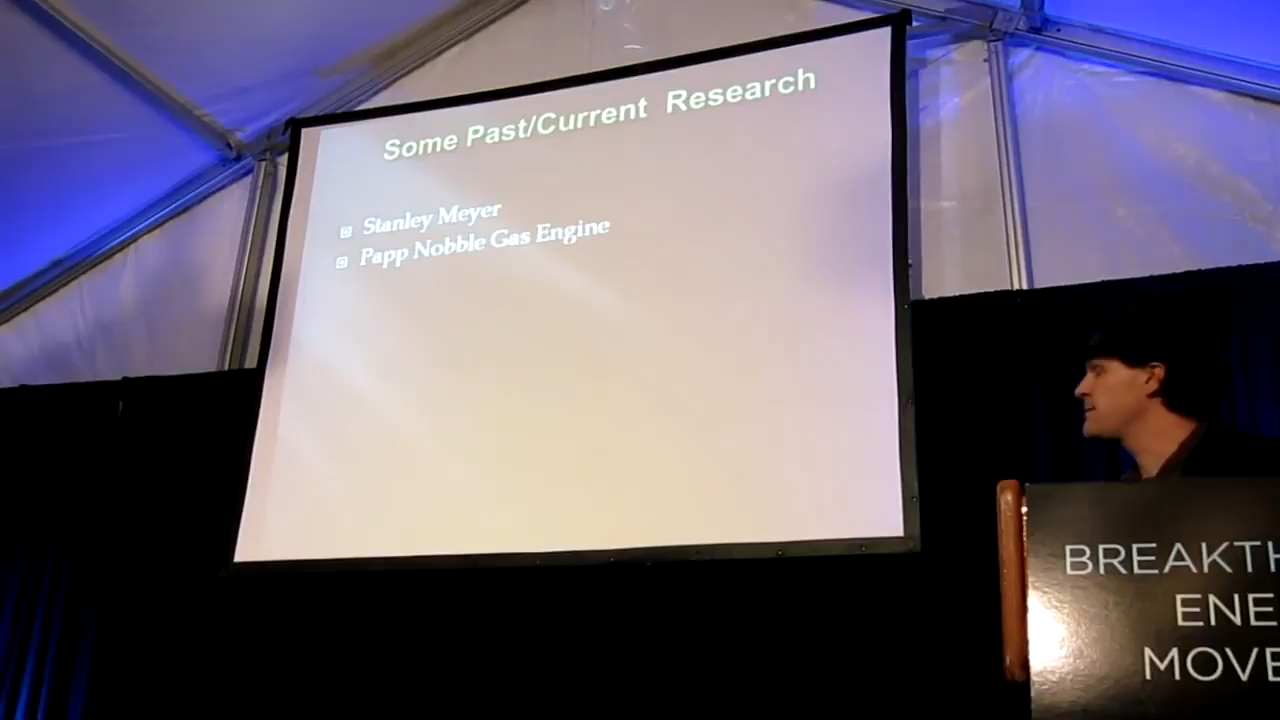 Some Past/Current Research
Stanley Meyer
Papp Nobble Gas Engine
BREAKTH
ENE
MOVE